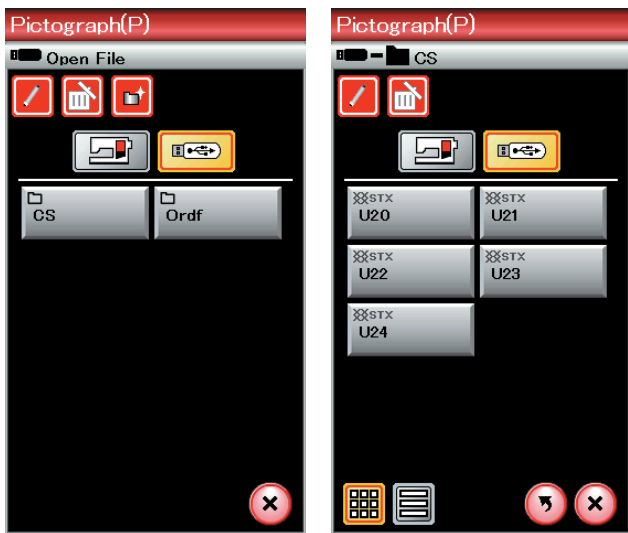 Pictograph(P)
Open File
CS
Ordf
Pictograph(P)
CS
STX
U20
STX
U21
STX
U22
STX
U23
STX
U24